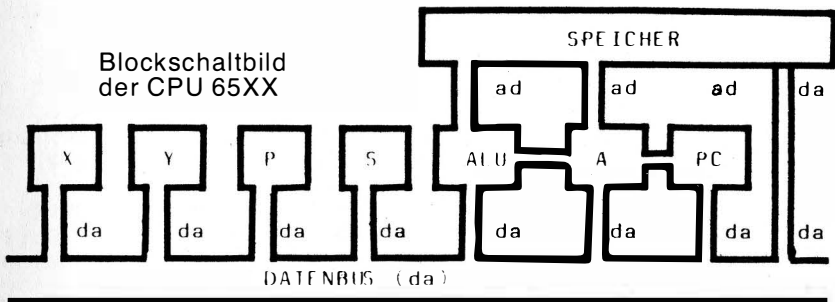 SPEICHER
Blockschaltbild
der CPU 65XX
ad ad ad da
X Y P S ALU A PC
da da da da da da da da
DATENBUS (da)